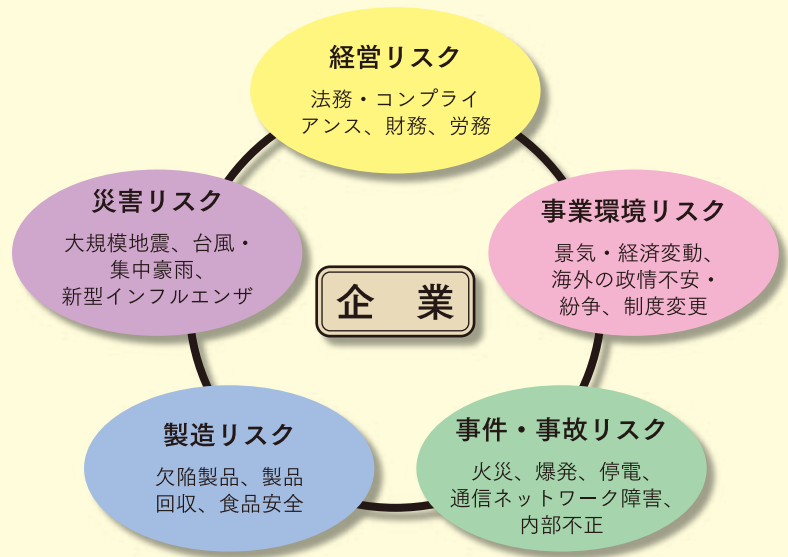 経営リスク
法務・コンプライ
アンス、財務、労務
災害リスク
大規模地震、台風・
集中豪雨、
新型インフルエンザ
事業環境リスク
景気・経済変動、
海外の政情不安・
紛争、制度変更
企　業
製造リスク
欠陥製品、製品
回収、食品安全
事件・事故リスク
火災、爆発、停電、
通信ネットワーク障害、
内部不正